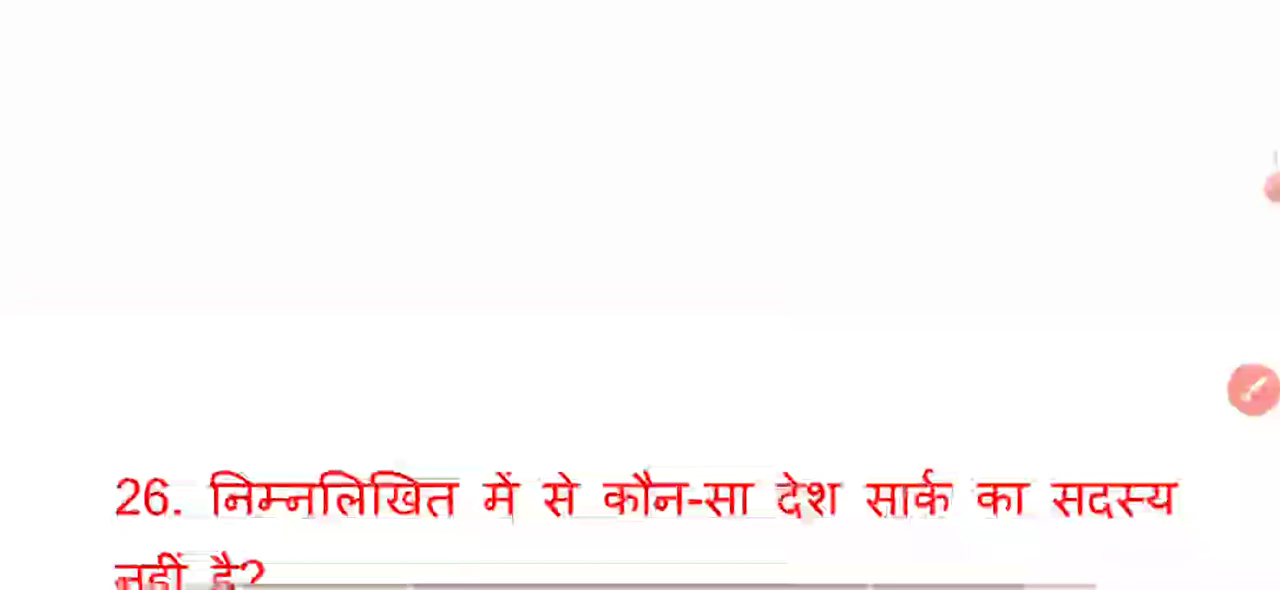 26. निम्नलिखित में से कौन-सा देश सार्क का सदस्य
नहीं है?